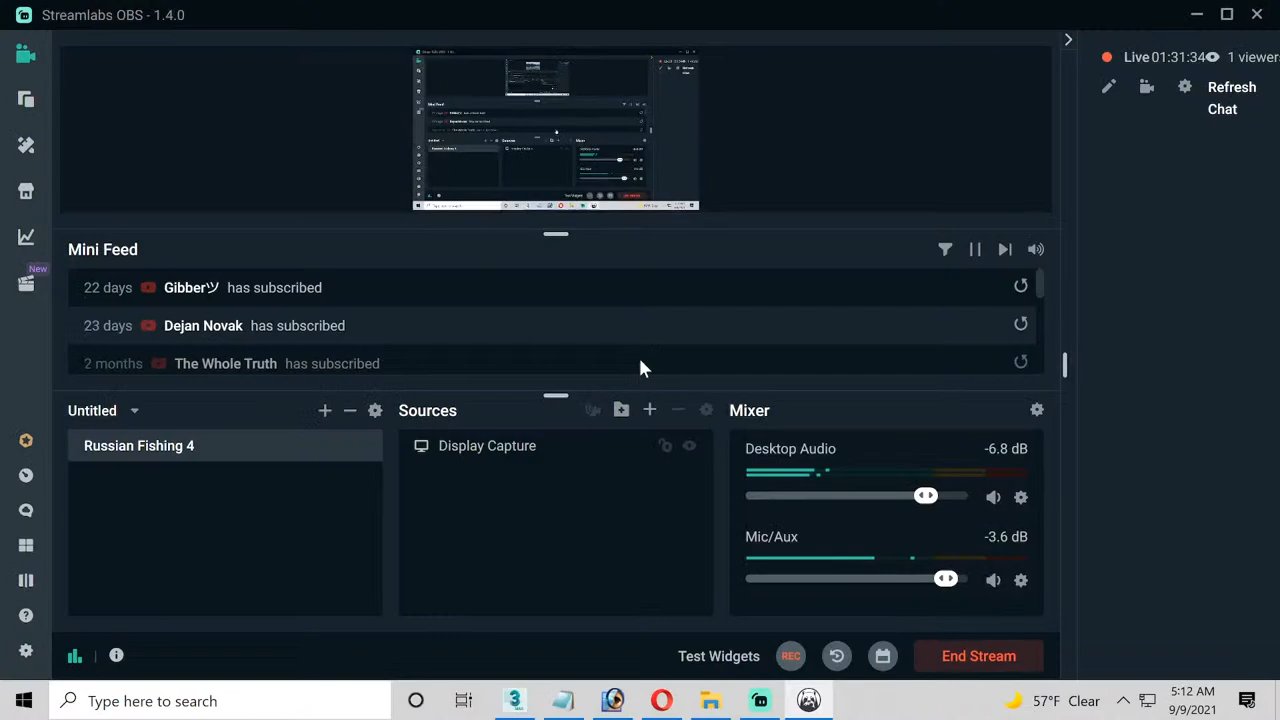 Streamlabs OBS - 1.4.0
ive 01:31:34 1 viewers
Refresh
Chat
Mini Feed
New
22 days Gibberツ has subscribed
23 days Dejan Novak has subscribed
2 months The Whole Truth has subscribed
Untitled
Sources
Mixer
Russian Fishing 4
Display Capture
Desktop Audio -6.8 dB
Mic/Aux -3.6 dB
Test Widgets REC End Stream
Type here to search
57°F Clear
5:12 AM
9/9/2021